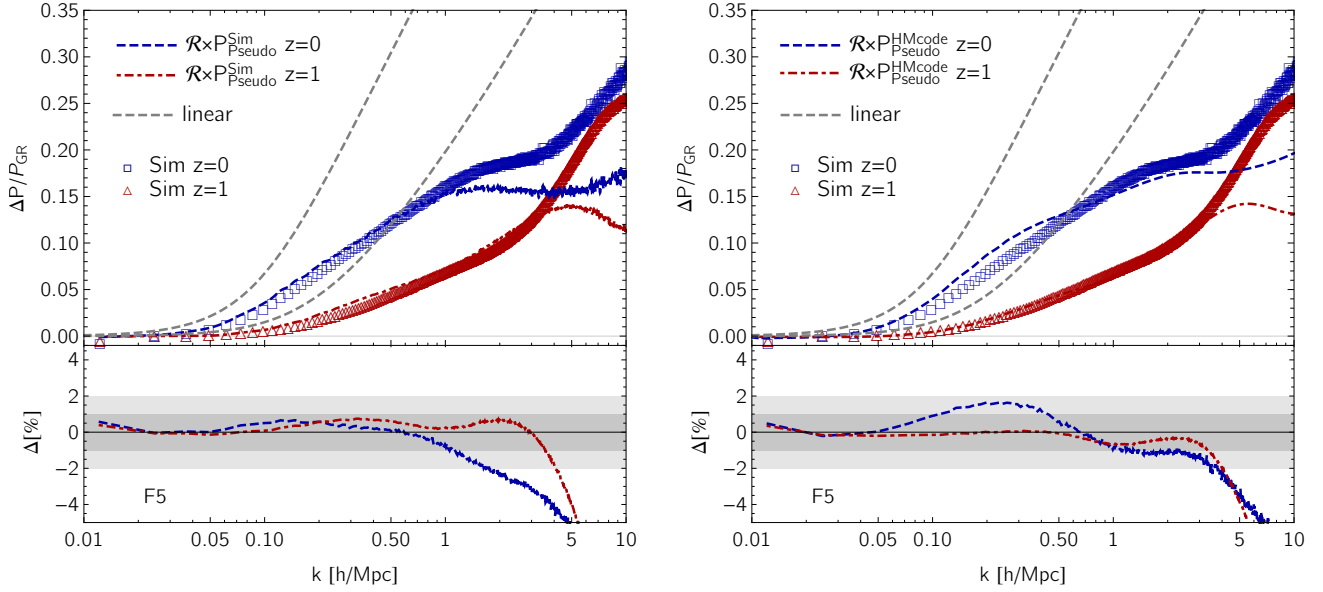 0.35
0.30
0.25
0.20
0.15
0.10
0.05
0.00
ΔP/P_GR
ℛ×P^Sim_Pseudo z=0
ℛ×P^Sim_Pseudo z=1
linear
Sim z=0
Sim z=1
4
2
0
−2
−4
Δ[%]
F5
0.01
0.05
0.10
0.50
1
5
10
k [h/Mpc]
0.35
0.30
0.25
0.20
0.15
0.10
0.05
0.00
ΔP/P_GR
ℛ×P^HMcode_Pseudo z=0
ℛ×P^HMcode_Pseudo z=1
linear
Sim z=0
Sim z=1
4
2
0
−2
−4
Δ[%]
F5
0.01
0.05
0.10
0.50
1
5
10
k [h/Mpc]